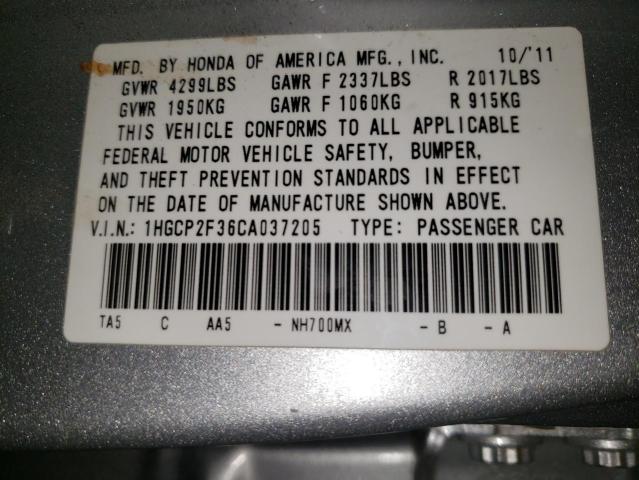 MFD. BY HONDA OF AMERICA MFG., INC. 10/'11
GVWR 4299LBS GAWR F 2337LBS R 2017LBS
GVWR 1950KG GAWR F 1060KG R 915KG
THIS VEHICLE CONFORMS TO ALL APPLICABLE
FEDERAL MOTOR VEHICLE SAFETY, BUMPER,
AND THEFT PREVENTION STANDARDS IN EFFECT
ON THE DATE OF MANUFACTURE SHOWN ABOVE.
V.I.N.: 1HGCP2F36CA037205 TYPE: PASSENGER CAR
TA5 C AA5 - NH700MX - B - A